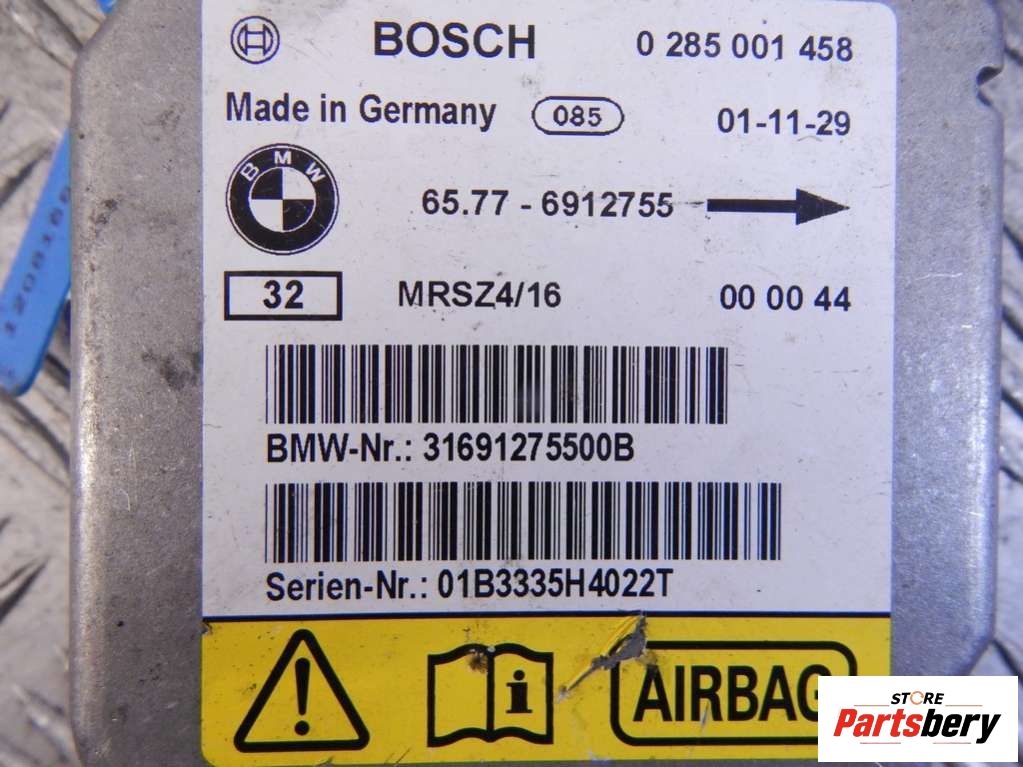 BOSCH 0 285 001 458
Made in Germany 085 01-11-29
BMW
65.77 - 6912755
32 MRSZ4/16 00 00 44
BMW-Nr.: 31691275500B
Serien-Nr.: 01B3335H4022T
i AIRBAG
STORE
Partsbery